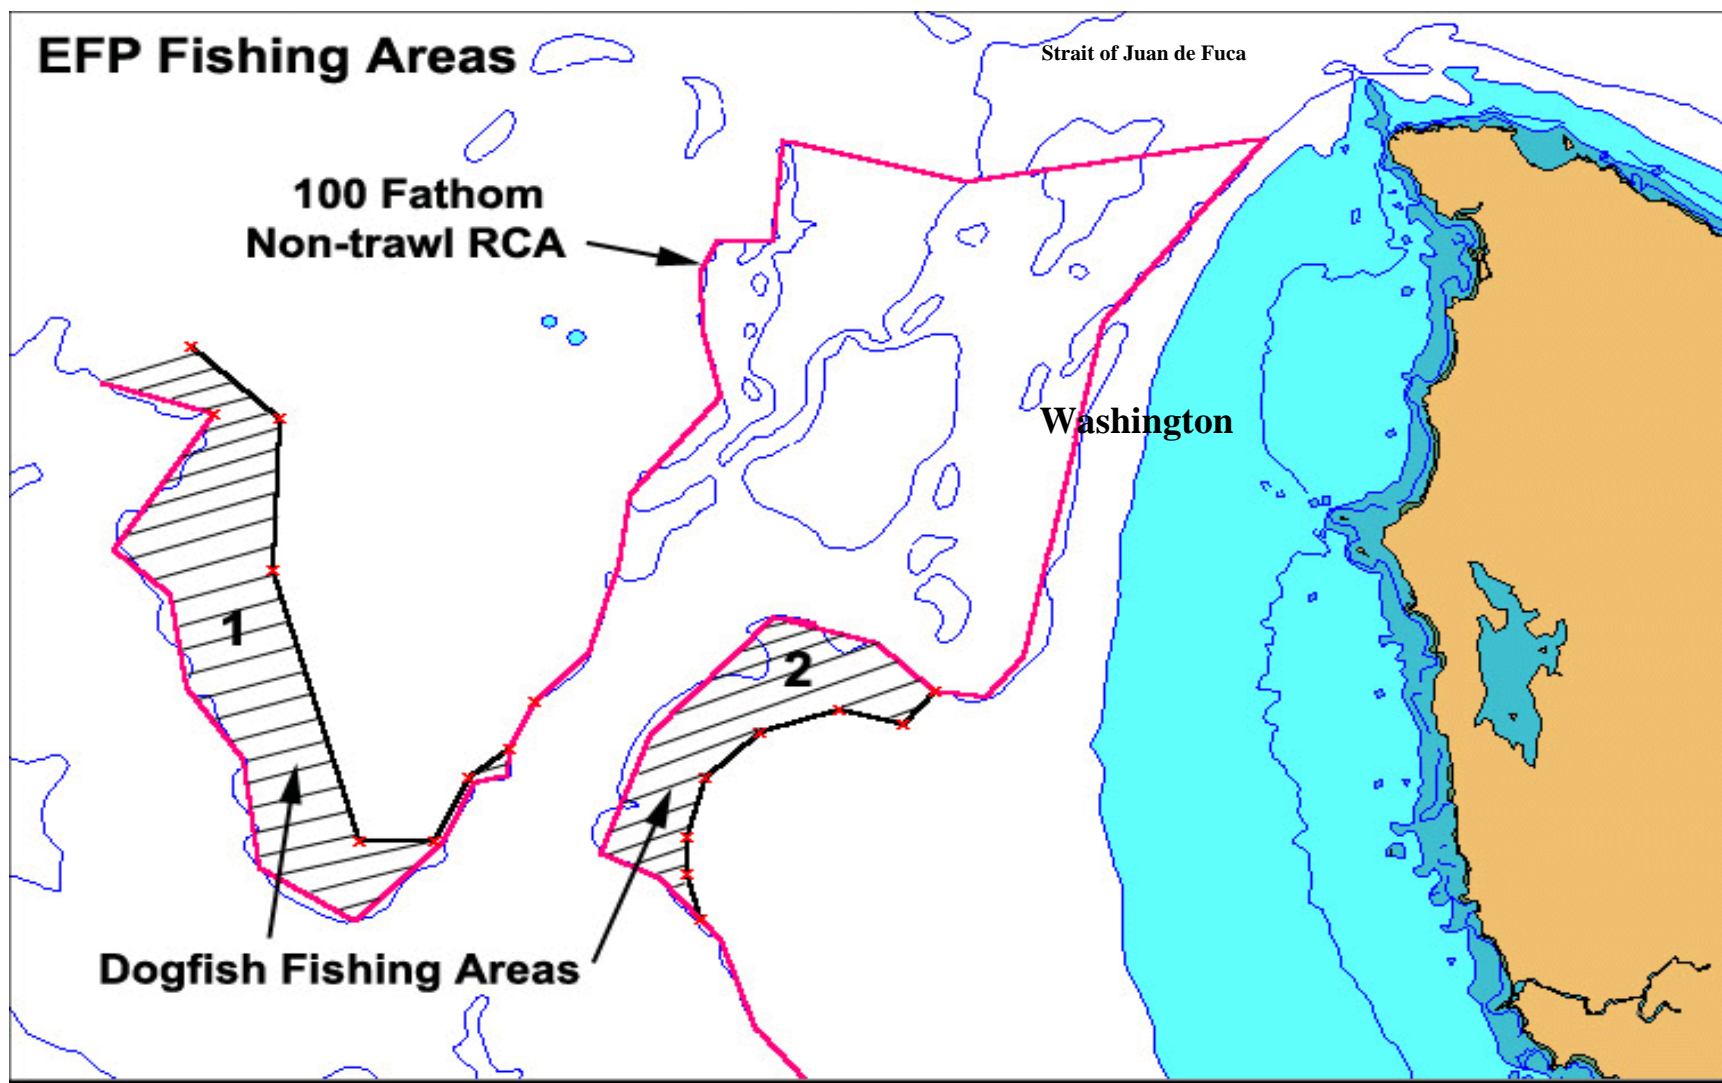 EFP Fishing Areas
Strait of Juan de Fuca
100 Fathom
Non-trawl RCA
Washington
1
2
Dogfish Fishing Areas